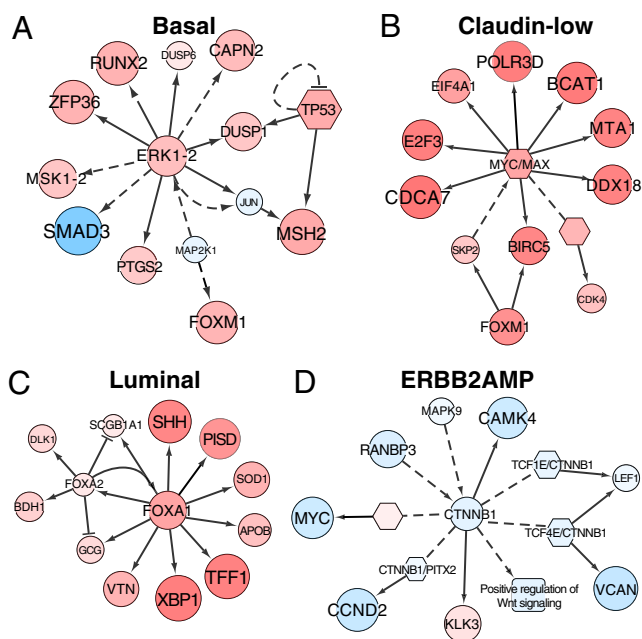 A
Basal
RUNX2
DUSP6
CAPN2
ZFP36
TP53
DUSP1
ERK1-2
MSK1-2
JUN
SMAD3
MSH2
MAP2K1
PTGS2
FOXM1
B
Claudin-low
POLR3D
EIF4A1
BCAT1
E2F3
MTA1
MYC/MAX
CDCA7
DDX18
SKP2
BIRC5
CDK4
FOXM1
C
Luminal
SCGB1A1
SHH
PISD
DLK1
FOXA2
SOD1
BDH1
FOXA1
GCG
APOB
VTN
XBP1
TFF1
D
ERBB2AMP
MAPK9
CAMK4
RANBP3
TCF1E/CTNNB1
LEF1
MYC
CTNNB1
TCF4E/CTNNB1
CTNNB1/PITX2
Positive regulation of
Wnt signaling
VCAN
CCND2
KLK3